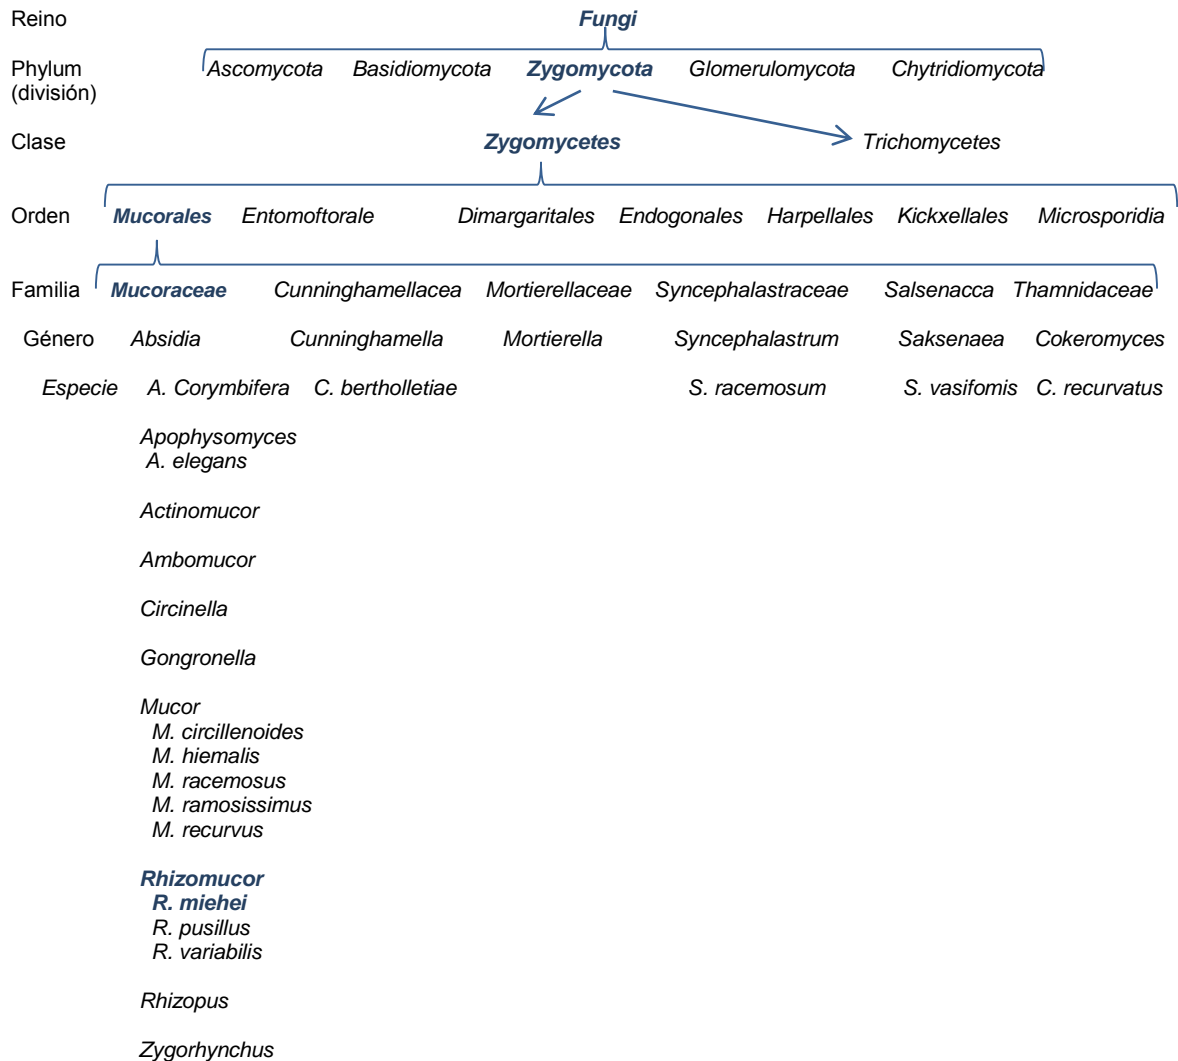 Reino Fungi
Phylum Ascomycota Basidiomycota Zygomycota Glomerulomycota Chytridiomycota
(división)
Clase Zygomycetes Trichomycetes
Orden Mucorales Entomoftorale Dimargaritales Endogonales Harpellales Kickxellales Microsporidia
Familia Mucoraceae Cunninghamellacea Mortierellaceae Syncephalastraceae Salsenacca Thamnidaceae
Género Absidia Cunninghamella Mortierella Syncephalastrum Saksenaea Cokeromyces
Especie A. Corymbifera C. bertholletiae S. racemosum S. vasifomis C. recurvatus
Apophysomyces
A. elegans
Actinomucor
Ambomucor
Circinella
Gongronella
Mucor
M. circillenoides
M. hiemalis
M. racemosus
M. ramosissimus
M. recurvus
Rhizomucor
R. miehei
R. pusillus
R. variabilis
Rhizopus
Zygorhynchus